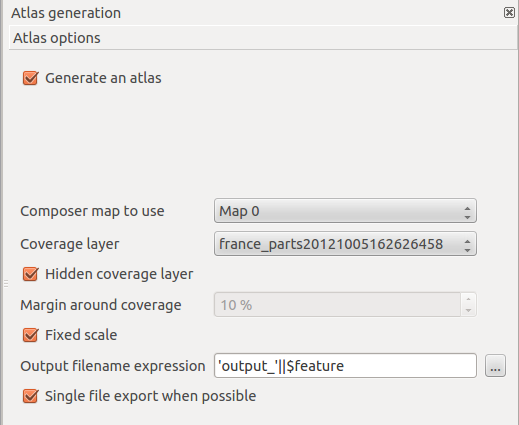 Atlas generation
Atlas options
Generate an atlas
Composer map to use Map 0
Coverage layer france_parts20121005162626458
Hidden coverage layer
Margin around coverage 10 %
Fixed scale
Output filename expression 'output_'||$feature ...
Single file export when possible